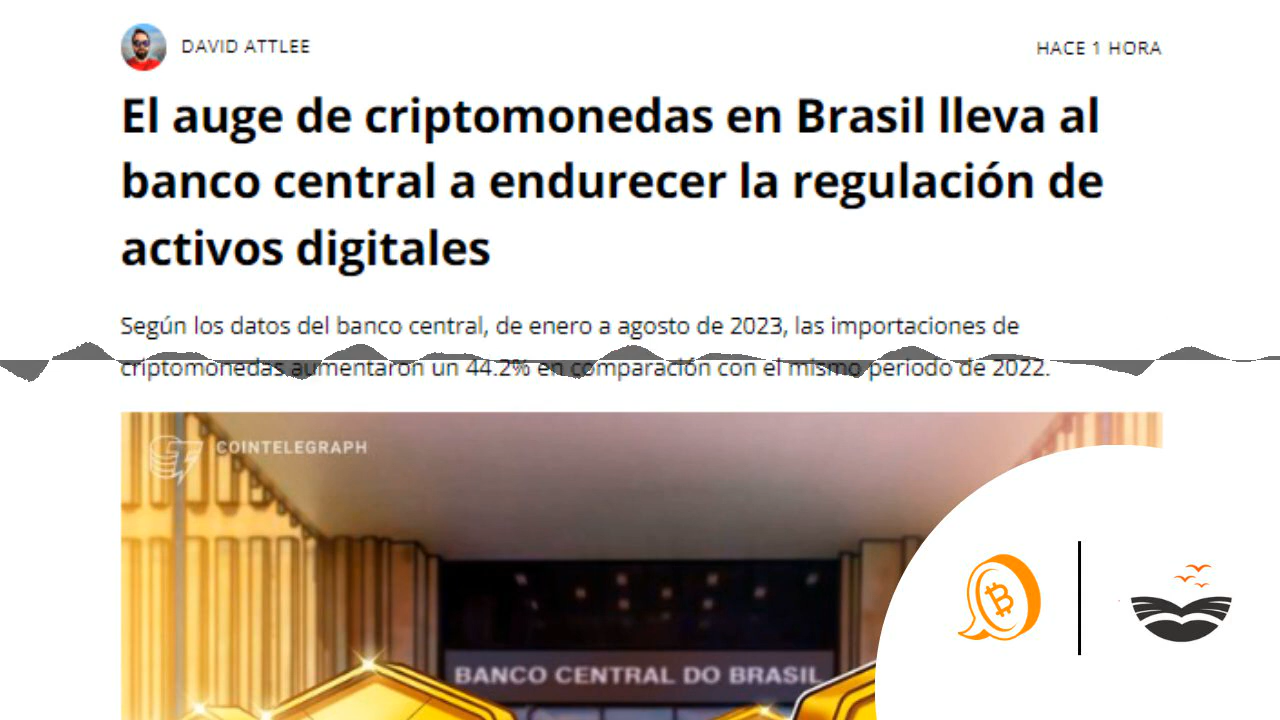 DAVID ATTLEE
HACE 1 HORA
El auge de criptomonedas en Brasil lleva al
banco central a endurecer la regulación de
activos digitales
Según los datos del banco central, de enero a agosto de 2023, las importaciones de
criptomonedas aumentaron un 44.2% en comparación con el mismo periodo de 2022.
COINTELEGRAPH
BANCO CENTRAL DO BRASIL